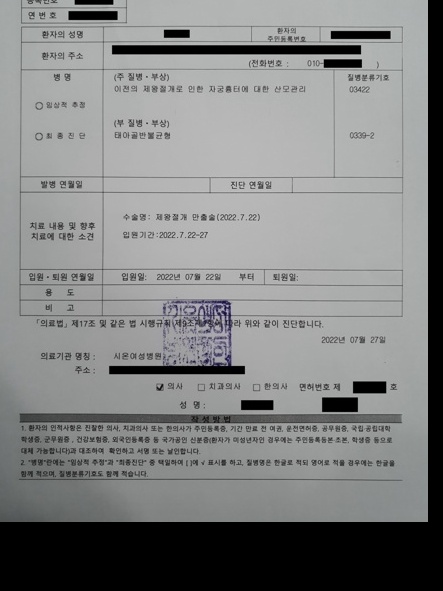 등록번호
연 번 호
환자의 성명
환자의
주민등록번호
환자의 주소
(전화번호 : 010-
병 명
(주 질병·부상)
질병분류기호
이전의 제왕절개로 인한 자궁흉터에 대한 산모관리
O3422
○ 임상적 추정
(부 질병·부상)
○ 최 종 진 단
태아골반불균형
O339-2
발병 연월일
진단 연월일
치료 내용 및 향후
치료에 대한 소견
수술명: 제왕절개 만출술(2022.7.22)
입원기간:2022.7.22-27
입원·퇴원 연월일
입원일: 2022년 07월 22일 부터
퇴원일:
용 도
비 고
「의료법」제17조 및 같은 법 시행규칙 제9조제1항에 따라 위와 같이 진단합니다.
2022년 07월 27일
의료기관 명칭 : 시온여성병원
주소 :
☑ 의사 □ 치과의사 □ 한의사 면허번호 제 호
성 명:
작성방법
1. 환자의 인적사항은 진찰한 의사, 치과의사 또는 한의사가 주민등록증, 기간 만료 전 여권, 운전면허증, 공무원증, 국립·공립대학
학생증, 군무원증, 건강보험증, 외국인등록증 등 국가공인 신분증(환자가 미성년자인 경우에는 주민등록등본·초본, 학생증 등으로
대체 가능합니다)과 대조하여 확인하고 서명 또는 날인합니다.
2. "병명"란에는 "임상적 추정"과 "최종진단" 중 택일하여 [ ]에 √ 표시를 하고, 질병명은 한글로 적되 영어로 적을 경우에는 한글을
함께 적으며, 질병분류기호도 함께 적습니다.